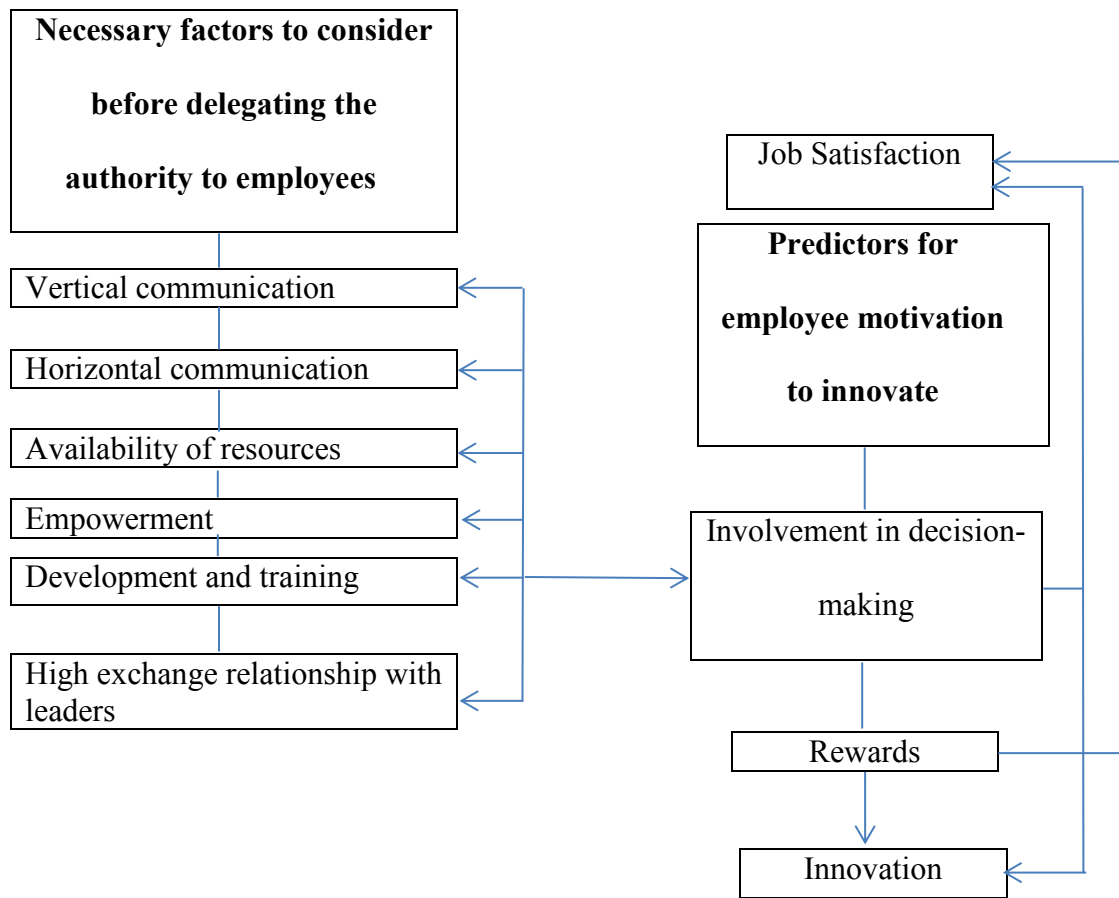 Necessary factors to consider
before delegating the
authority to employees
Vertical communication
Horizontal communication
Availability of resources
Empowerment
Development and training
High exchange relationship with
leaders
Job Satisfaction
Predictors for
employee motivation
to innovate
Involvement in decision-
making
Rewards
Innovation